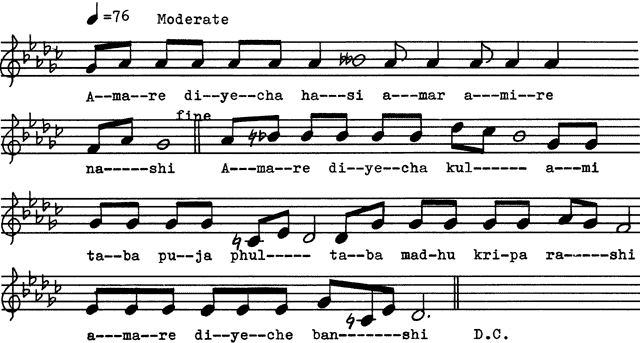 =76 Moderate
A--ma--re di--ye--cha ha--si a--mar a--mi--re
fine
na------shi A---ma--re di--ye--cha kul------- a---mi
ta--ba pu--ja phul------ ta--ba mad-hu kri-pa ra-----shi
a---ma--re di--ye--che ban-------shi D.C.